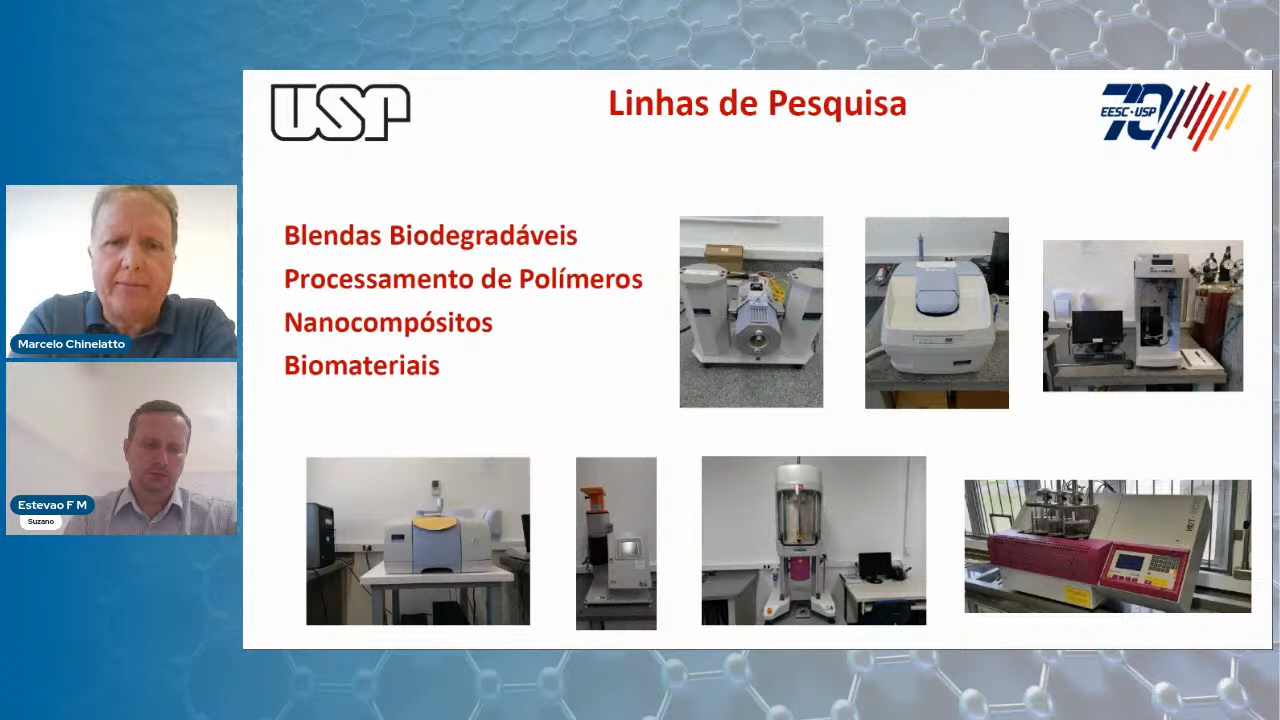 USP
Linhas de Pesquisa
70
EESC·USP
Blendas Biodegradáveis
Processamento de Polímeros
Nanocompósitos
Biomateriais
Marcelo Chinelatto
Estevao F M
Suzano